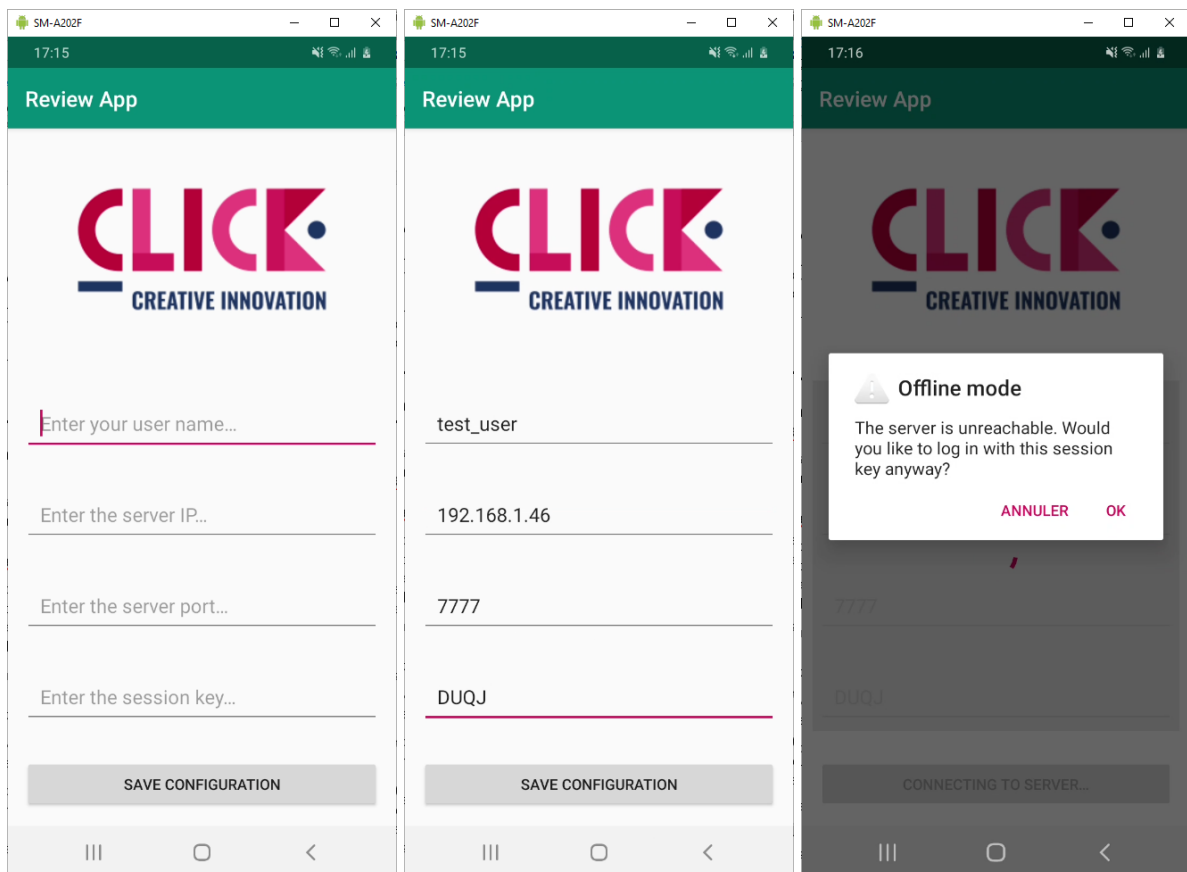 SM-A202F
17:15
Review App
CLICK
CREATIVE INNOVATION
Enter your user name...
Enter the server IP...
Enter the server port...
Enter the session key...
SAVE CONFIGURATION
SM-A202F
17:15
Review App
CLICK
CREATIVE INNOVATION
test_user
192.168.1.46
7777
DUQJ
SAVE CONFIGURATION
SM-A202F
17:16
Review App
CLICK
CREATIVE INNOVATION
Offline mode
The server is unreachable. Would
you like to log in with this session
key anyway?
ANNULER OK
7777
DUQJ
CONNECTING TO SERVER...